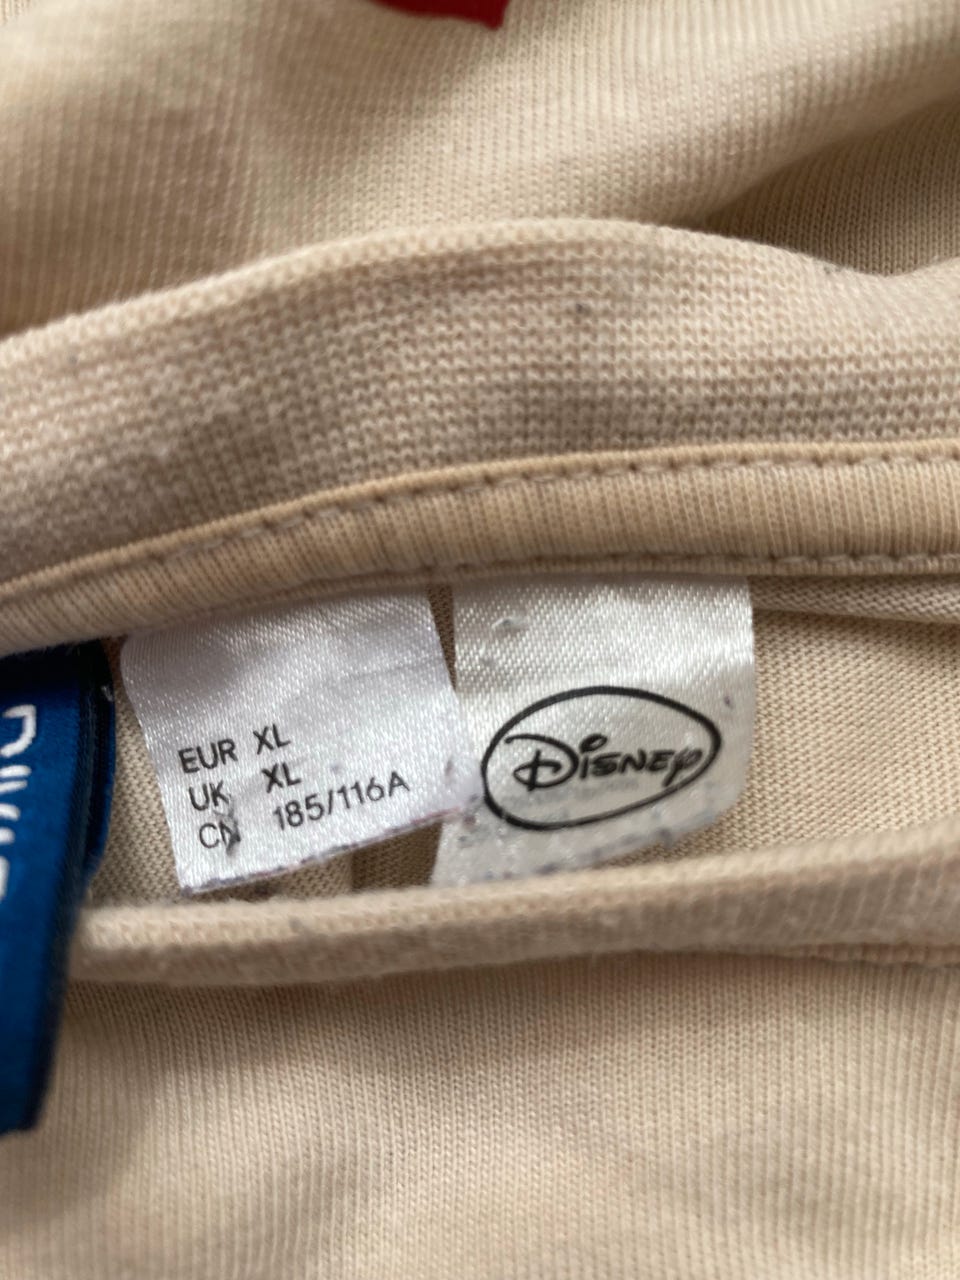 EUR XL
UK XL
CN 185/116A
Disney